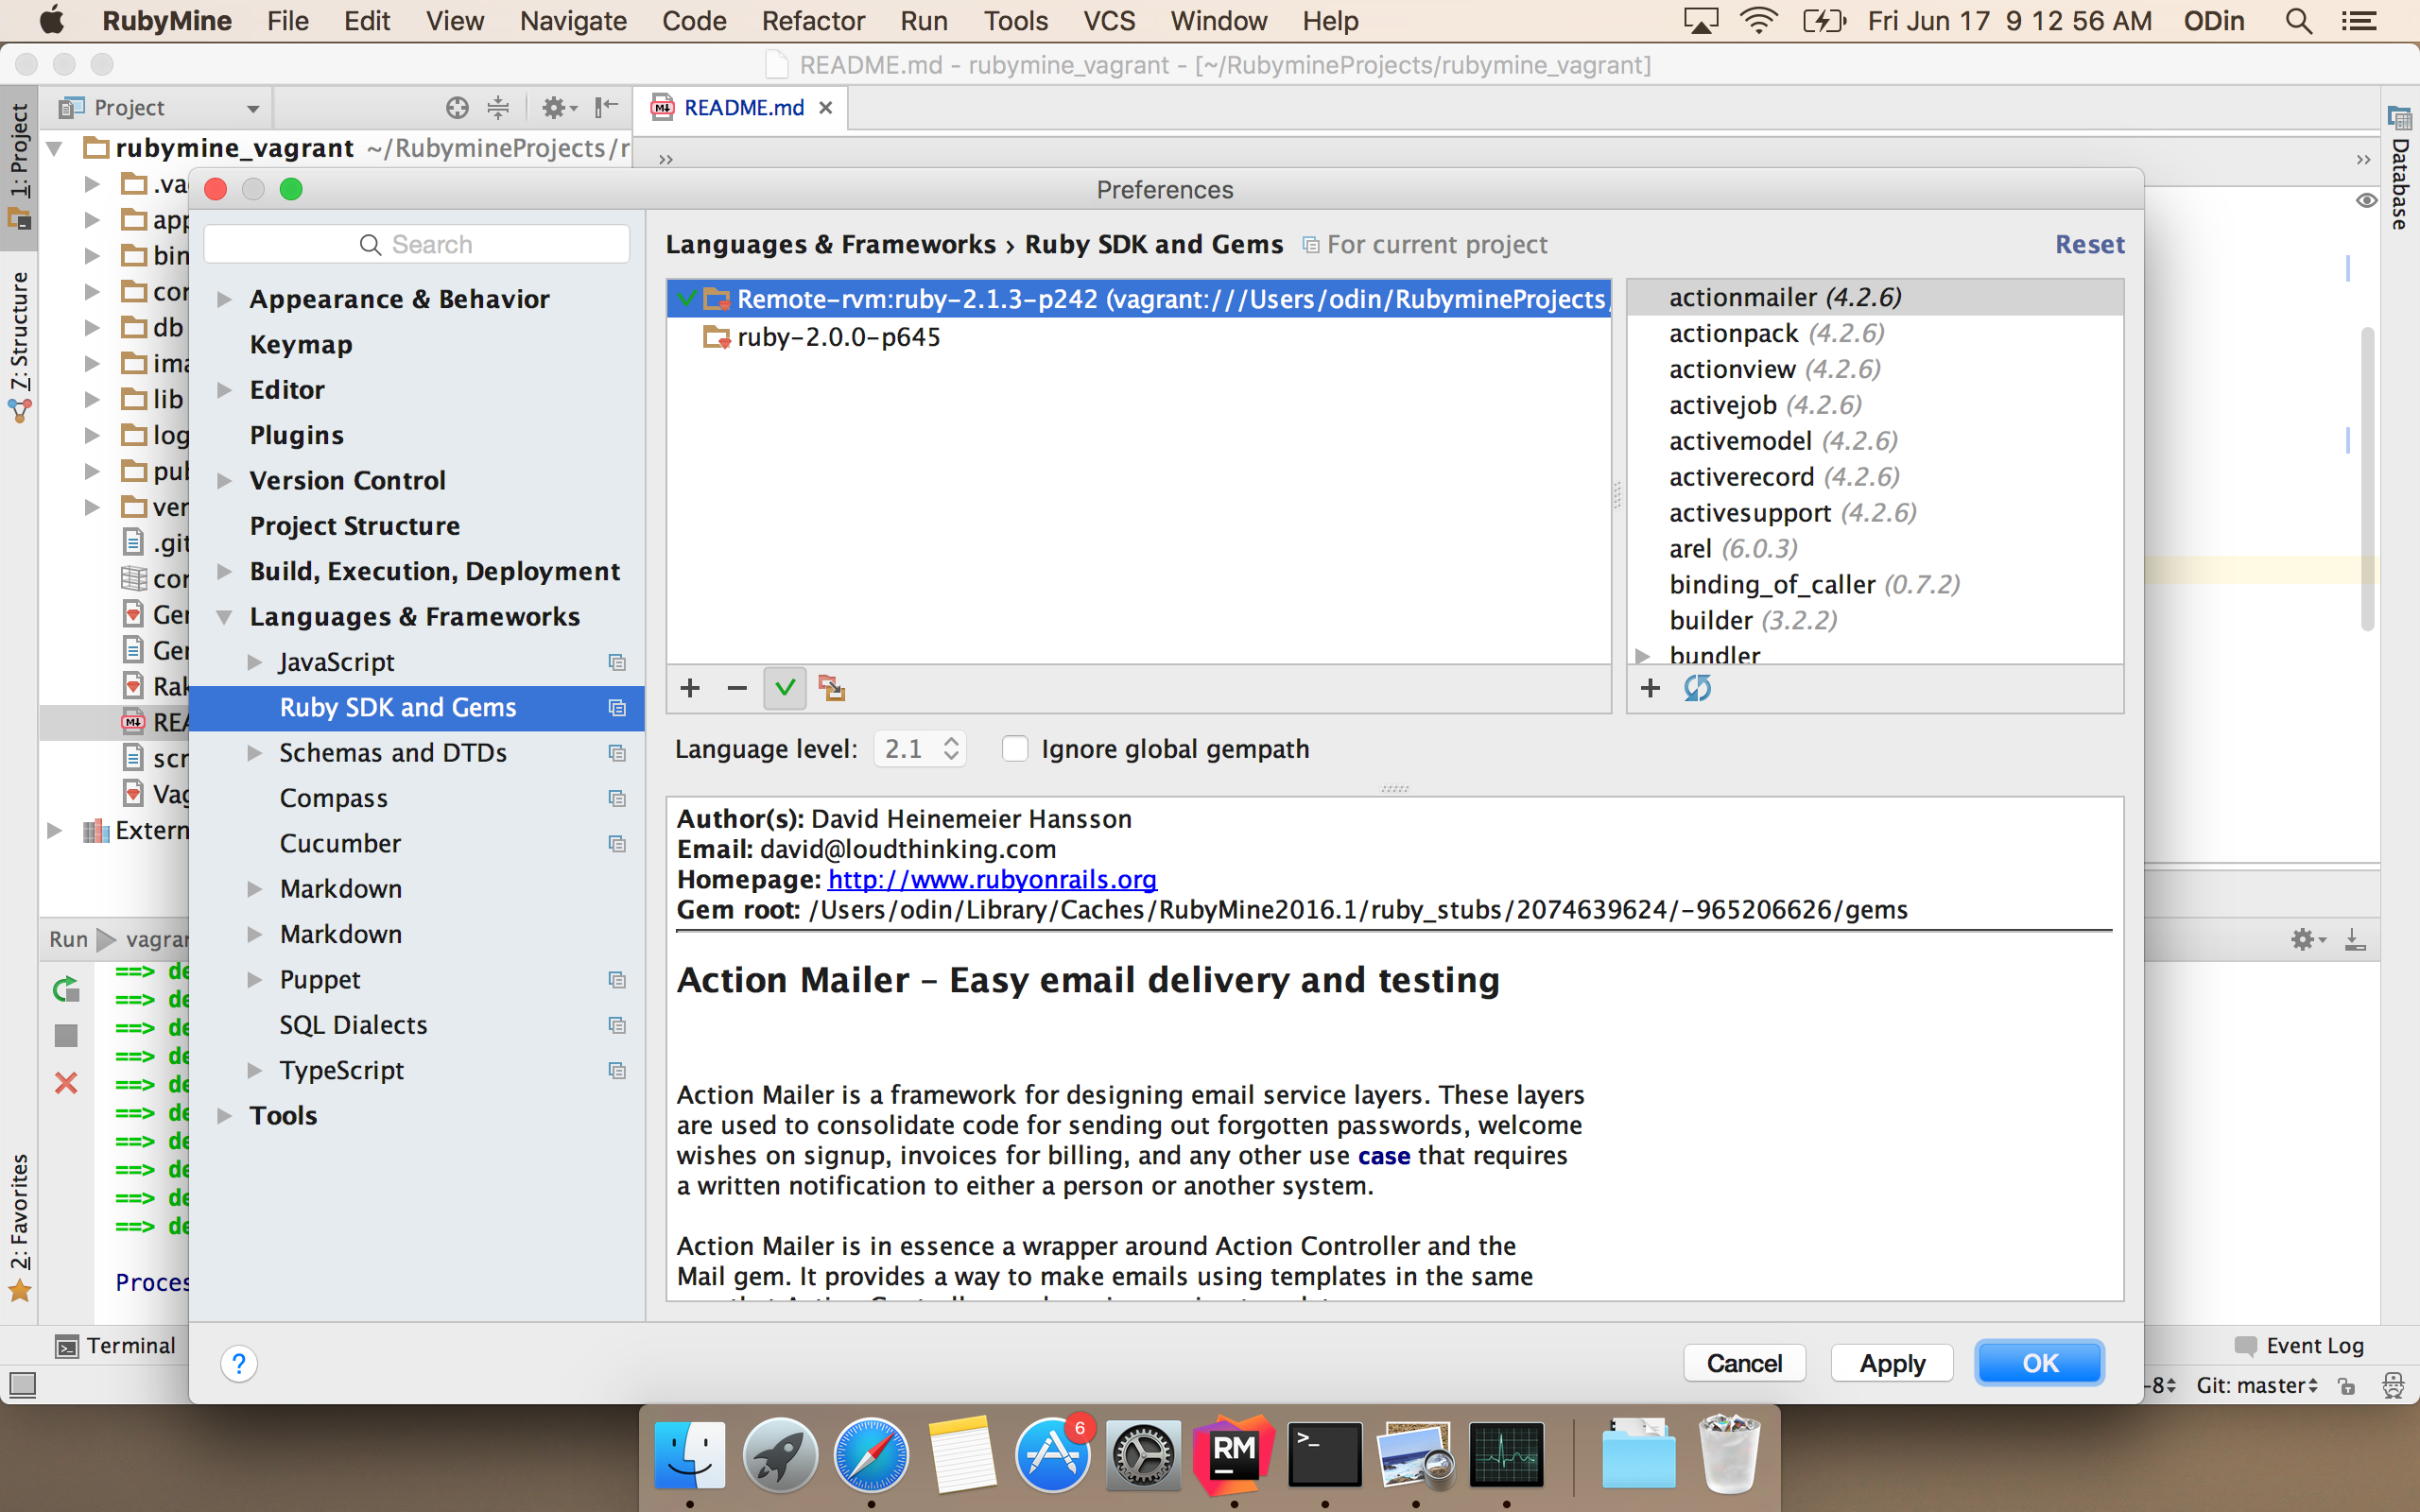 RubyMine File Edit View Navigate Code Refactor Run Tools VCS Window Help Fri Jun 17 9 12 56 AM ODin
README.md - rubymine_vagrant - [~/RubymineProjects/rubymine_vagrant]
1: Project
7: Structure
2: Favorites
Database
Project
README.md
rubymine_vagrant ~/RubymineProjects/r
.va
app
bin
cor
db
ima
lib
log
pub
ver
.git
cor
Ger
Ger
Rak
REA
scr
Vag
Extern
Preferences
Search
Appearance & Behavior
Keymap
Editor
Plugins
Version Control
Project Structure
Build, Execution, Deployment
Languages & Frameworks
JavaScript
Ruby SDK and Gems
Schemas and DTDs
Compass
Cucumber
Markdown
Markdown
Puppet
SQL Dialects
TypeScript
Tools
Languages & Frameworks › Ruby SDK and Gems For current project Reset
Remote-rvm:ruby-2.1.3-p242 (vagrant:///Users/odin/RubymineProjects/
ruby-2.0.0-p645
actionmailer (4.2.6)
actionpack (4.2.6)
actionview (4.2.6)
activejob (4.2.6)
activemodel (4.2.6)
activerecord (4.2.6)
activesupport (4.2.6)
arel (6.0.3)
binding_of_caller (0.7.2)
builder (3.2.2)
bundler
Language level: 2.1 Ignore global gempath
Author(s): David Heinemeier Hansson
Email: david@loudthinking.com
Homepage: http://www.rubyonrails.org
Gem root: /Users/odin/Library/Caches/RubyMine2016.1/ruby_stubs/2074639624/-965206626/gems
Action Mailer – Easy email delivery and testing
Action Mailer is a framework for designing email service layers. These layers
are used to consolidate code for sending out forgotten passwords, welcome
wishes on signup, invoices for billing, and any other use case that requires
a written notification to either a person or another system.
Action Mailer is in essence a wrapper around Action Controller and the
Mail gem. It provides a way to make emails using templates in the same
Run vagrar
==> de
==> de
==> de
==> de
==> de
==> de
==> de
==> de
==> de
==> de
Proces
Terminal
Event Log
? Cancel Apply OK
-8 Git: master
6
RM